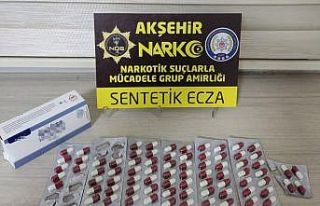 AKŞEHİR
NARKO
NARKOTİK SUÇLARLA
MÜCADELE GRUP AMİRLİĞİ
SENTETİK ECZA